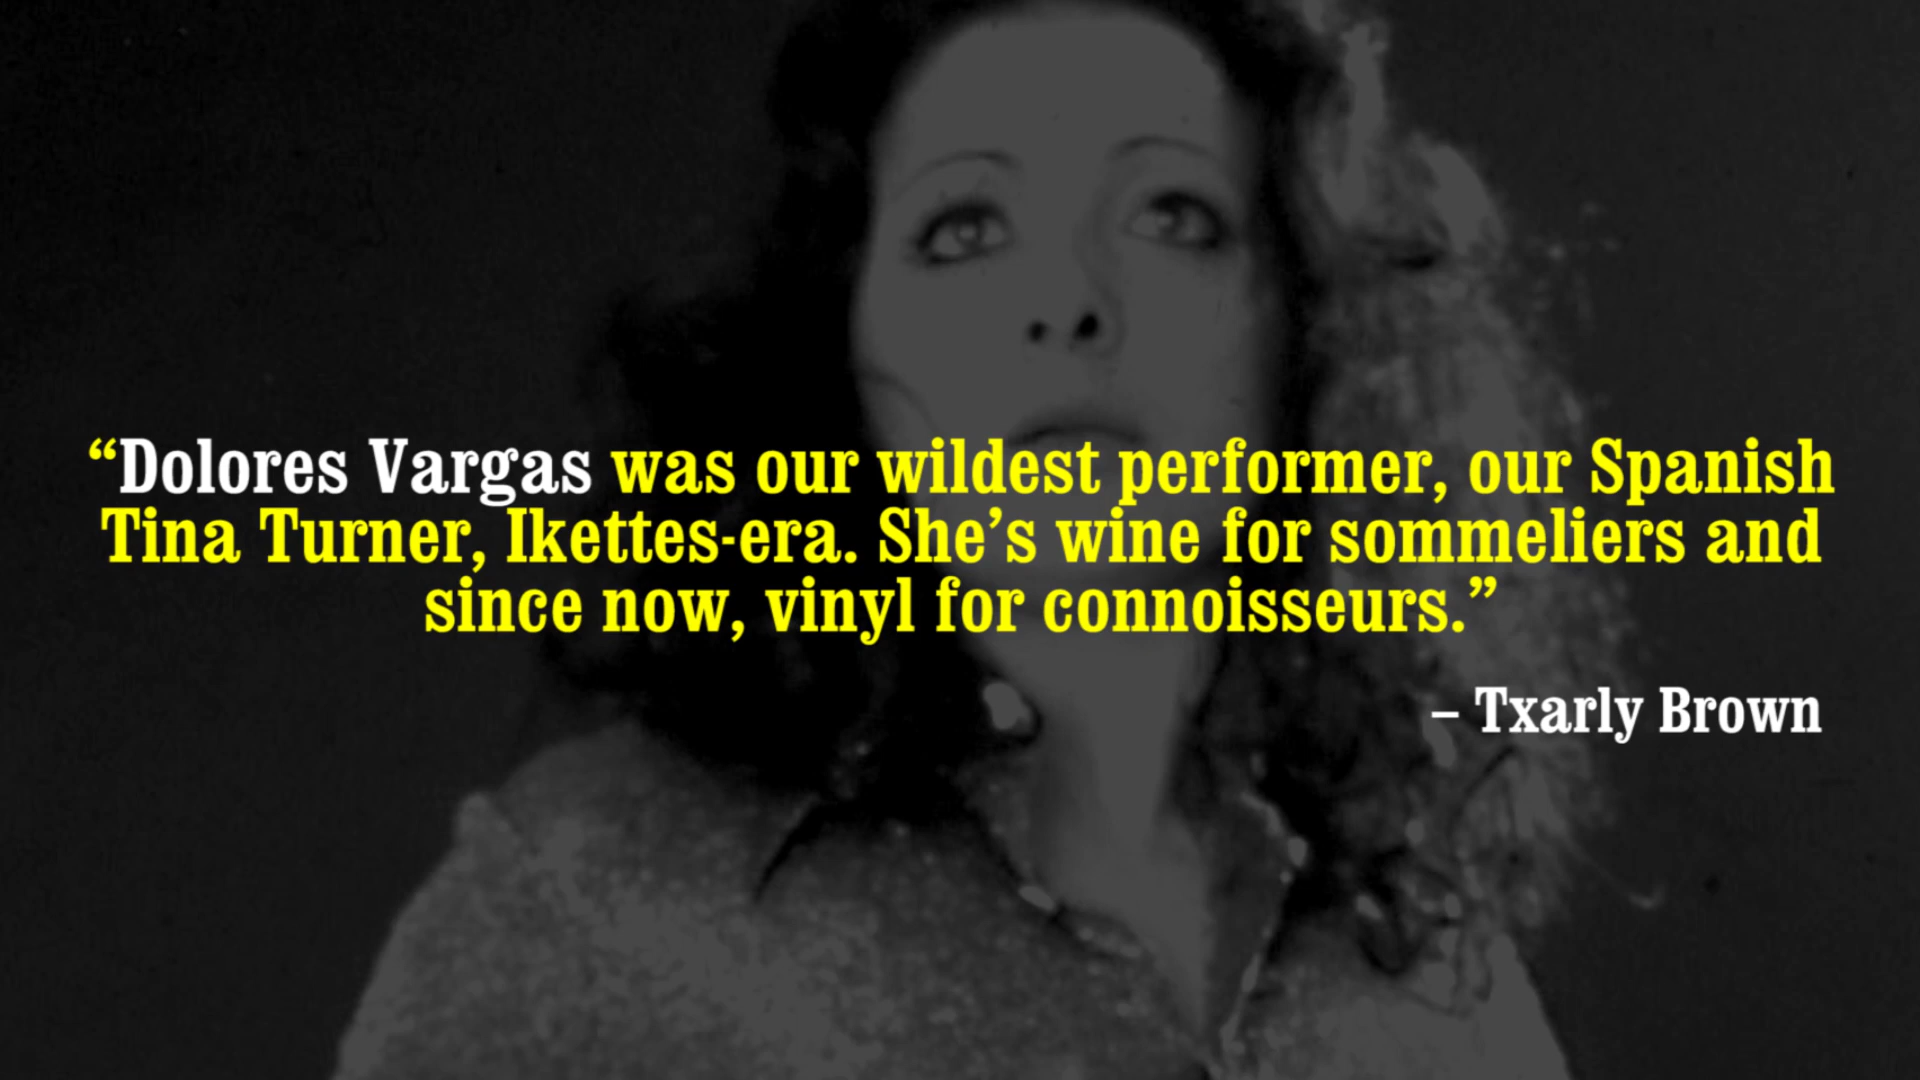 “Dolores Vargas was our wildest performer, our Spanish
Tina Turner, Ikettes-era. She’s wine for sommeliers and
since now, vinyl for connoisseurs.”
– Txarly Brown